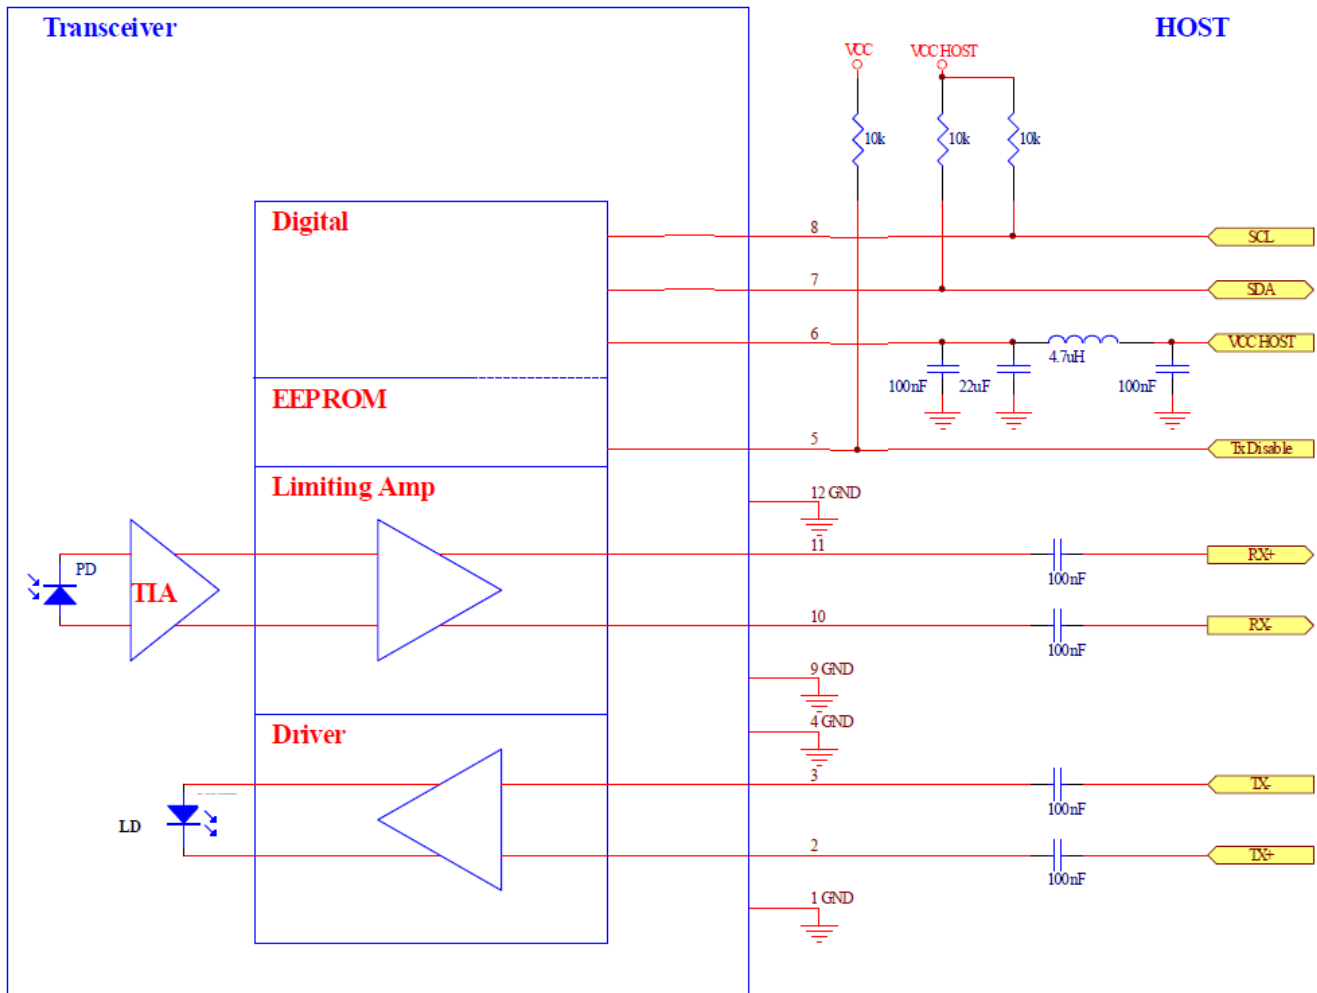 Transceiver
HOST
VCC
VCC HOST
10k
10k
10k
Digital
8
SCL
7
SDA
6
VCC HOST
4.7uH
100nF
22uF
100nF
EEPROM
5
Tx Disable
Limiting Amp
12 GND
11
RX+
PD
TIA
100nF
10
RX-
100nF
9 GND
4 GND
Driver
3
TX-
100nF
LD
2
TX+
100nF
1 GND